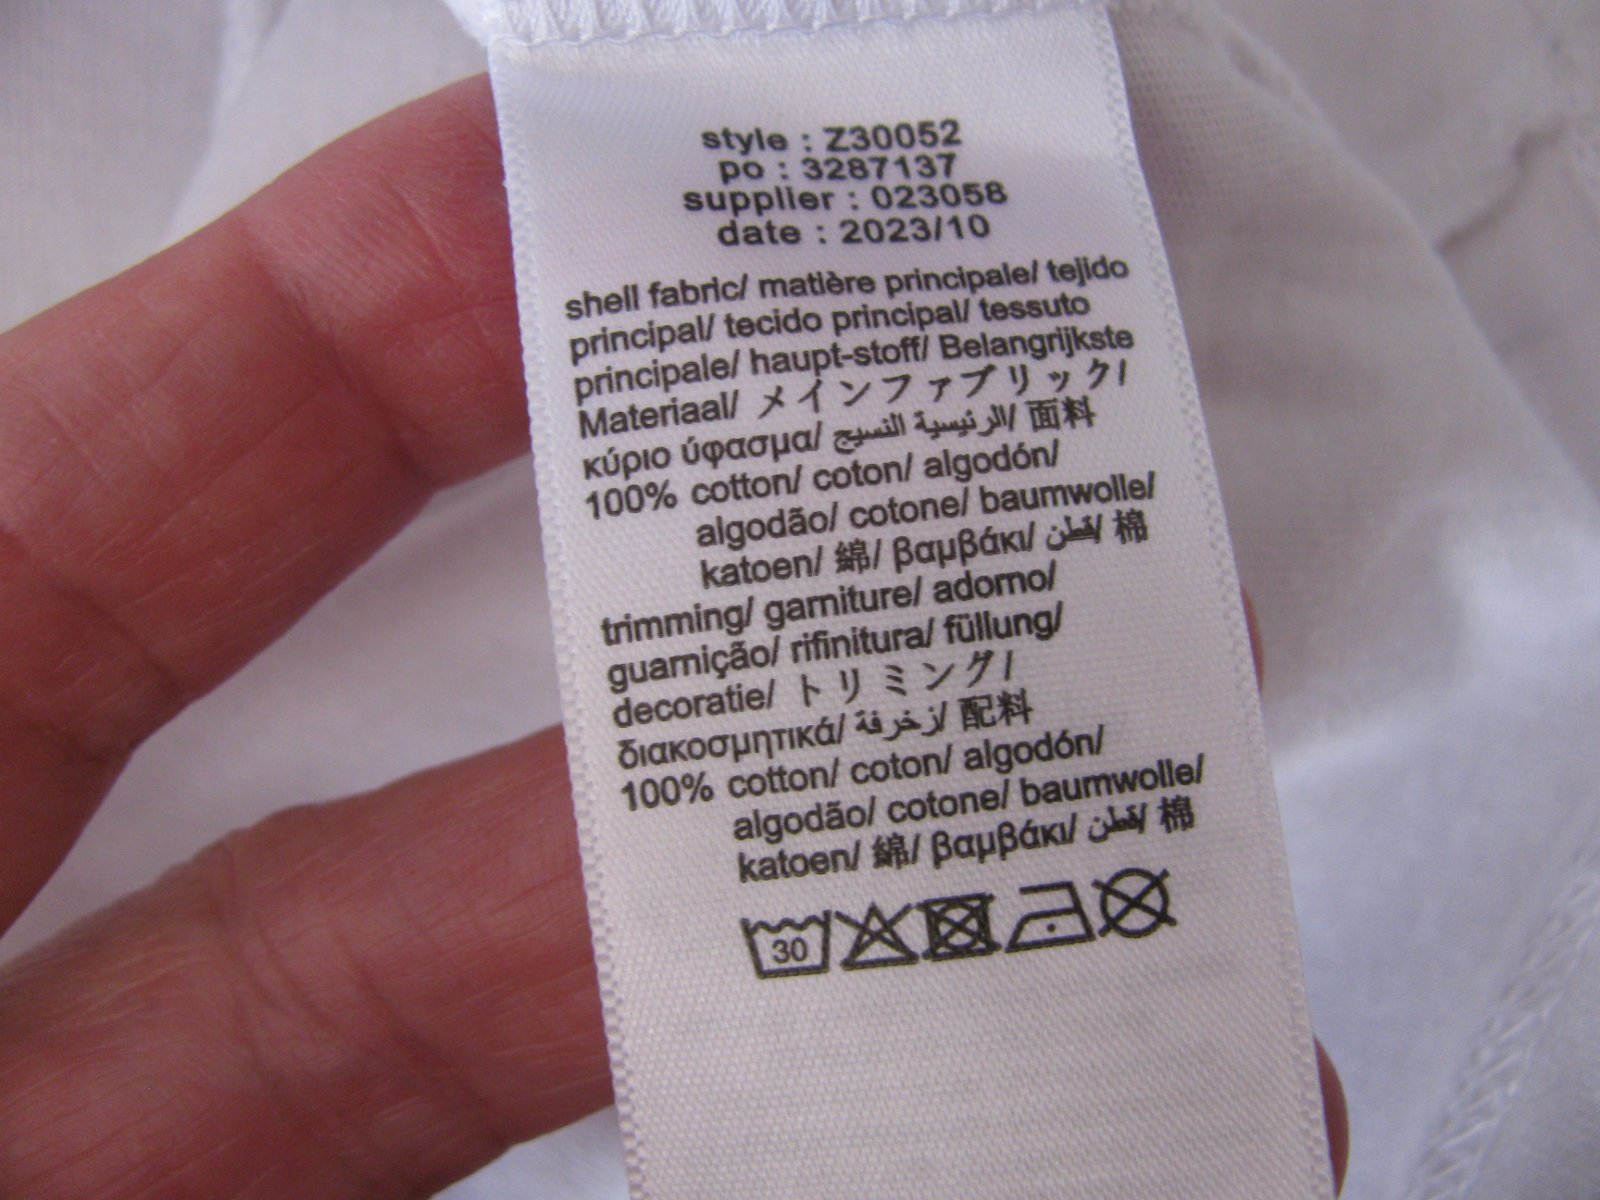 style : Z30052
po : 3287137
supplier : 023058
date : 2023/10
shell fabric/ matière principale/ tejido
principal/ tecido principal/ tessuto
principale/ haupt-stoff/ Belangrijkste
Materiaal/ メインファブリック/
κύριο ύφασμα/ الرئيسية النسيج/ 面料
100% cotton/ coton/ algodón/
algodão/ cotone/ baumwolle/
katoen/ 綿/ βαμβάκι/ قطن/ 棉
trimming/ garniture/ adorno/
guarnição/ rifinitura/ füllung/
decoratie/ トリミング/
διακοσμητικά/ زخرفة/ 配料
100% cotton/ coton/ algodón/
algodão/ cotone/ baumwolle/
katoen/ 綿/ βαμβάκι/ قطن/ 棉
30